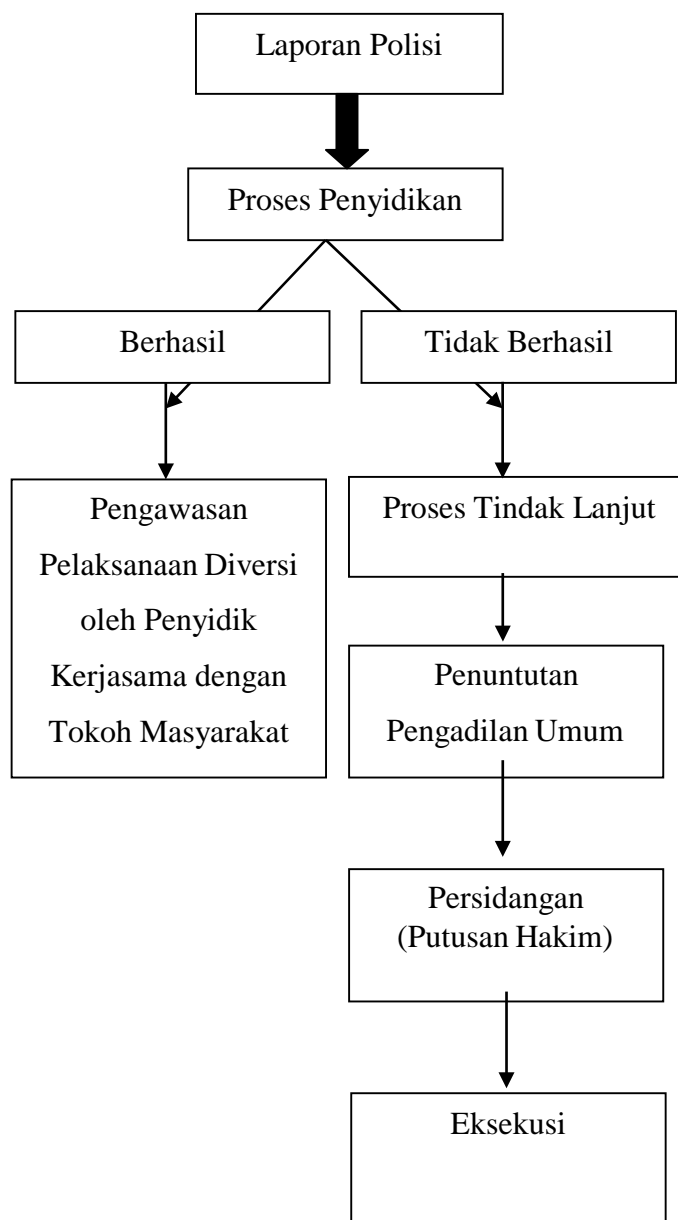 Laporan Polisi
Proses Penyidikan
Berhasil
Tidak Berhasil
Pengawasan
Pelaksanaan Diversi
oleh Penyidik
Kerjasama dengan
Tokoh Masyarakat
Proses Tindak Lanjut
Penuntutan
Pengadilan Umum
Persidangan
(Putusan Hakim)
Eksekusi